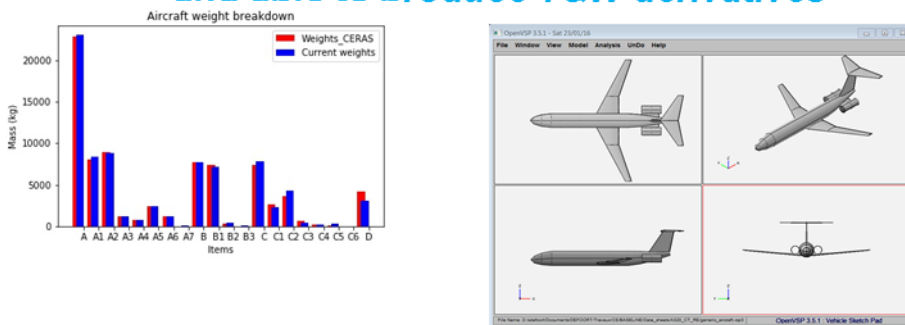 Aircraft weight breakdown
Weights_CERAS
Current weights
20000
15000
10000
5000
0
Mass (kg)
A A1 A2 A3 A4 A5 A6 A7 B B1 B2 B3 C C1 C2 C3 C4 C5 C6 D
Items
OpenVSP 3.5.1 - Sat 23/01/16
File Window View Model Analysis UnDo Help
OpenVSP 3.5.1 : Vehicle Sketch Pad